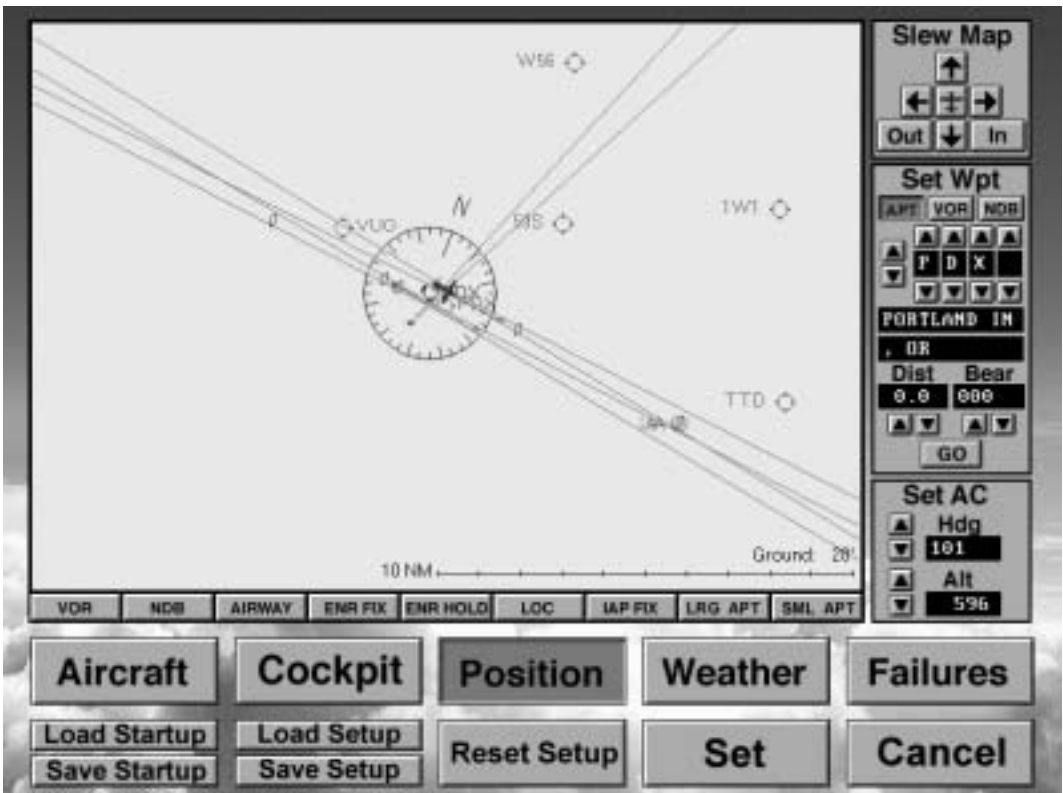 W56
N
VUO
59S
1W1
TTD
Ground: 28'
10 NM
VOR
NDB
AIRWAY
ENR FIX
ENR HOLD
LOC
IAP FIX
LRG APT
SML APT
Slew Map
Out
In
Set Wpt
APT
VOR
NDB
P D X
PORTLAND IN
, OR
Dist Bear
0.0 000
GO
Set AC
Hdg
101
Alt
596
Aircraft
Cockpit
Position
Weather
Failures
Load Startup
Load Setup
Reset Setup
Set
Cancel
Save Startup
Save Setup